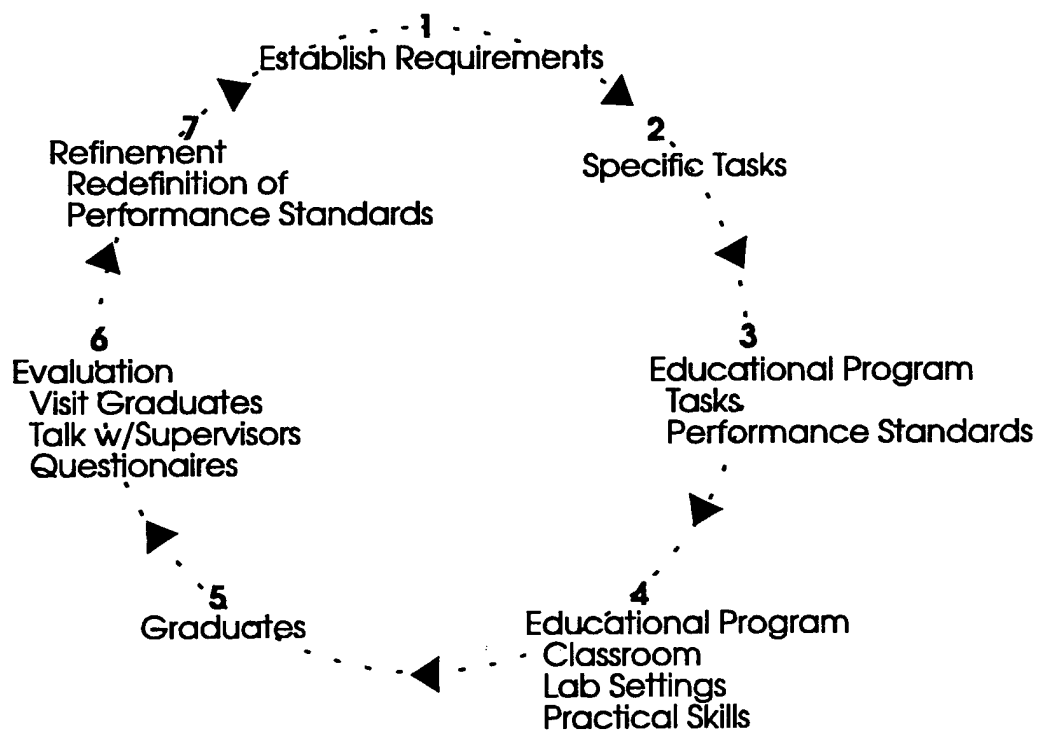 1
Establish Requirements
2
Specific Tasks
3
Educational Program
Tasks
Performance Standards
4
Educational Program
Classroom
Lab Settings
Practical Skills
5
Graduates
6
Evaluation
Visit Graduates
Talk w/Supervisors
Questionaires
7
Refinement
Redefinition of
Performance Standards